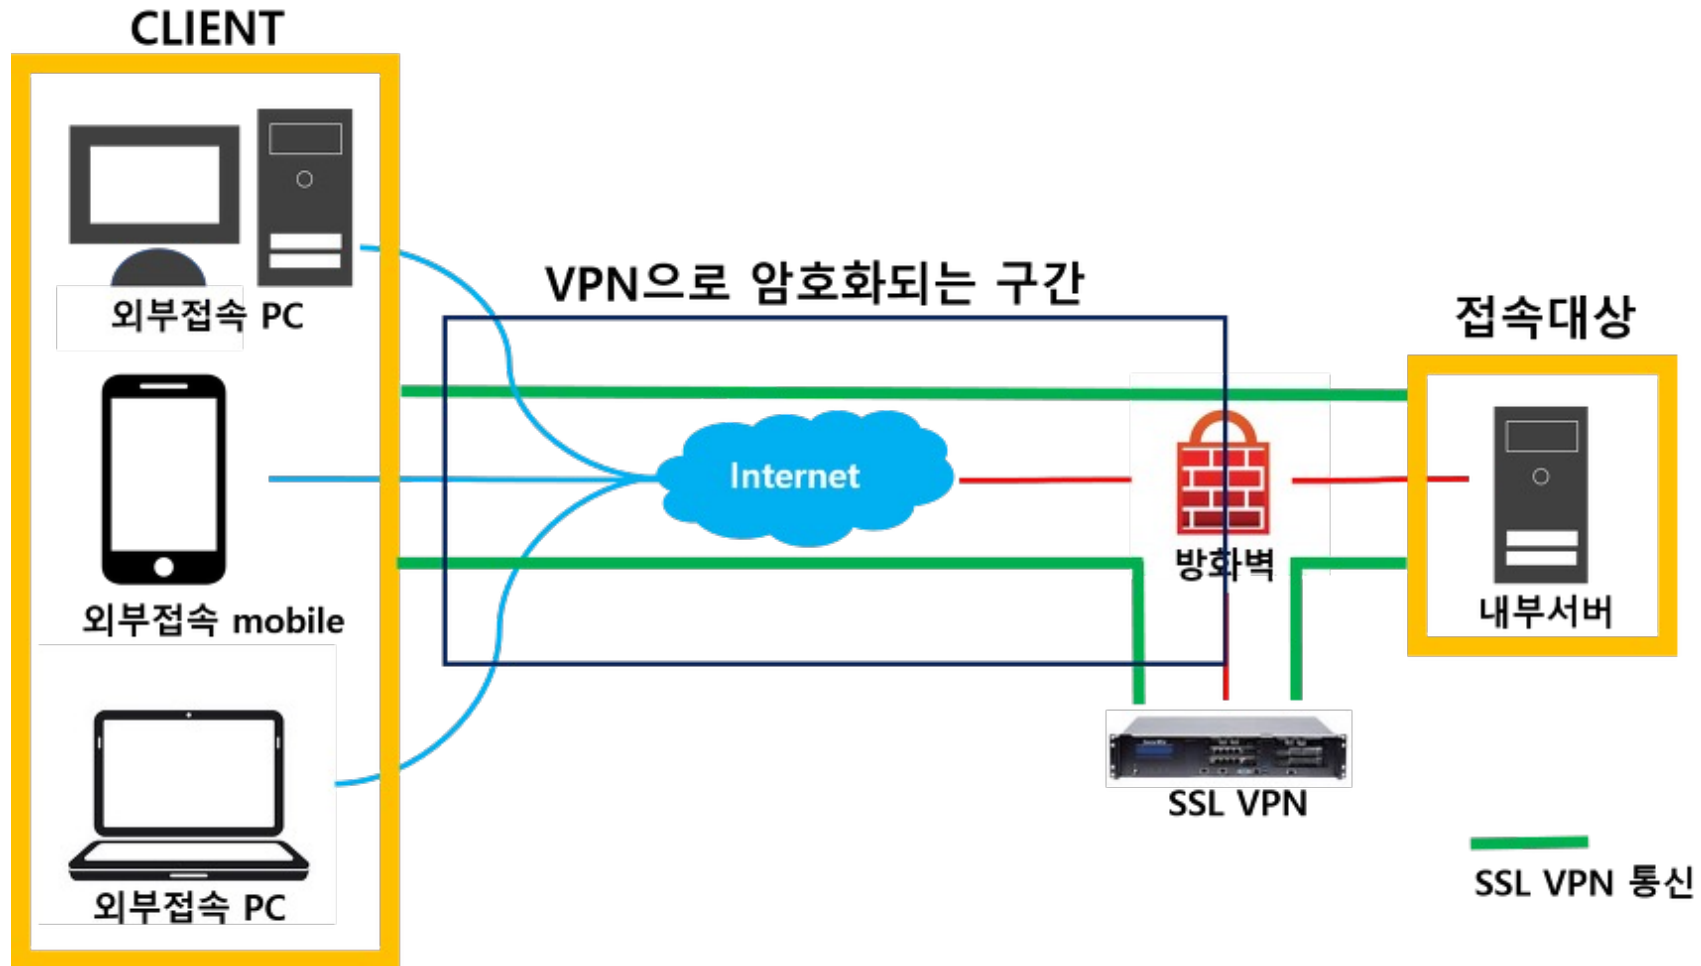 CLIENT
외부접속 PC
외부접속 mobile
외부접속 PC
VPN으로 암호화되는 구간
Internet
방화벽
SSL VPN
접속대상
내부서버
SSL VPN 통신